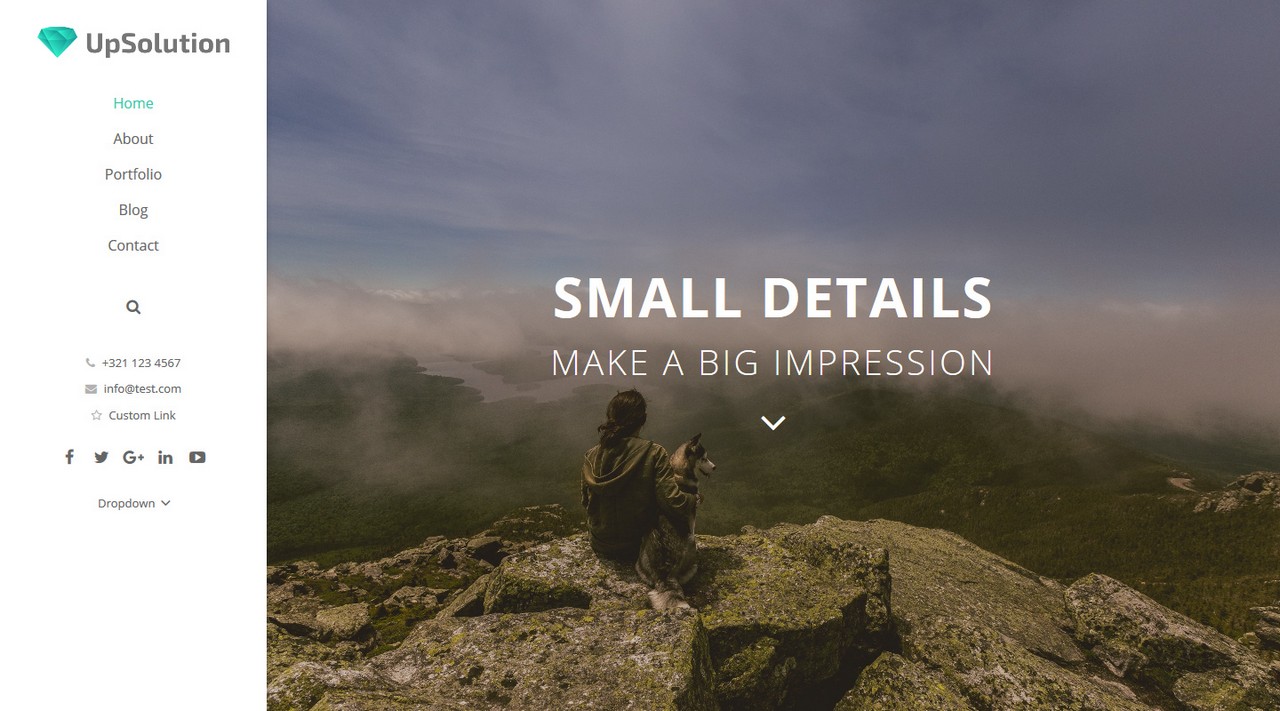 UpSolution
Home
About
Portfolio
Blog
Contact
+321 123 4567
info@test.com
Custom Link
Dropdown
SMALL DETAILS
MAKE A BIG IMPRESSION